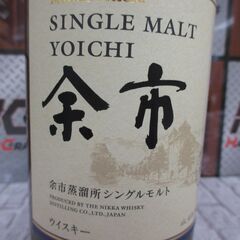 SINGLE MALT
YOICHI
余市
余市蒸溜所シングルモルト
PRODUCED BY THE NIKKA WHISKY
DISTILLING CO.,LTD.,JAPAN
ウイスキー